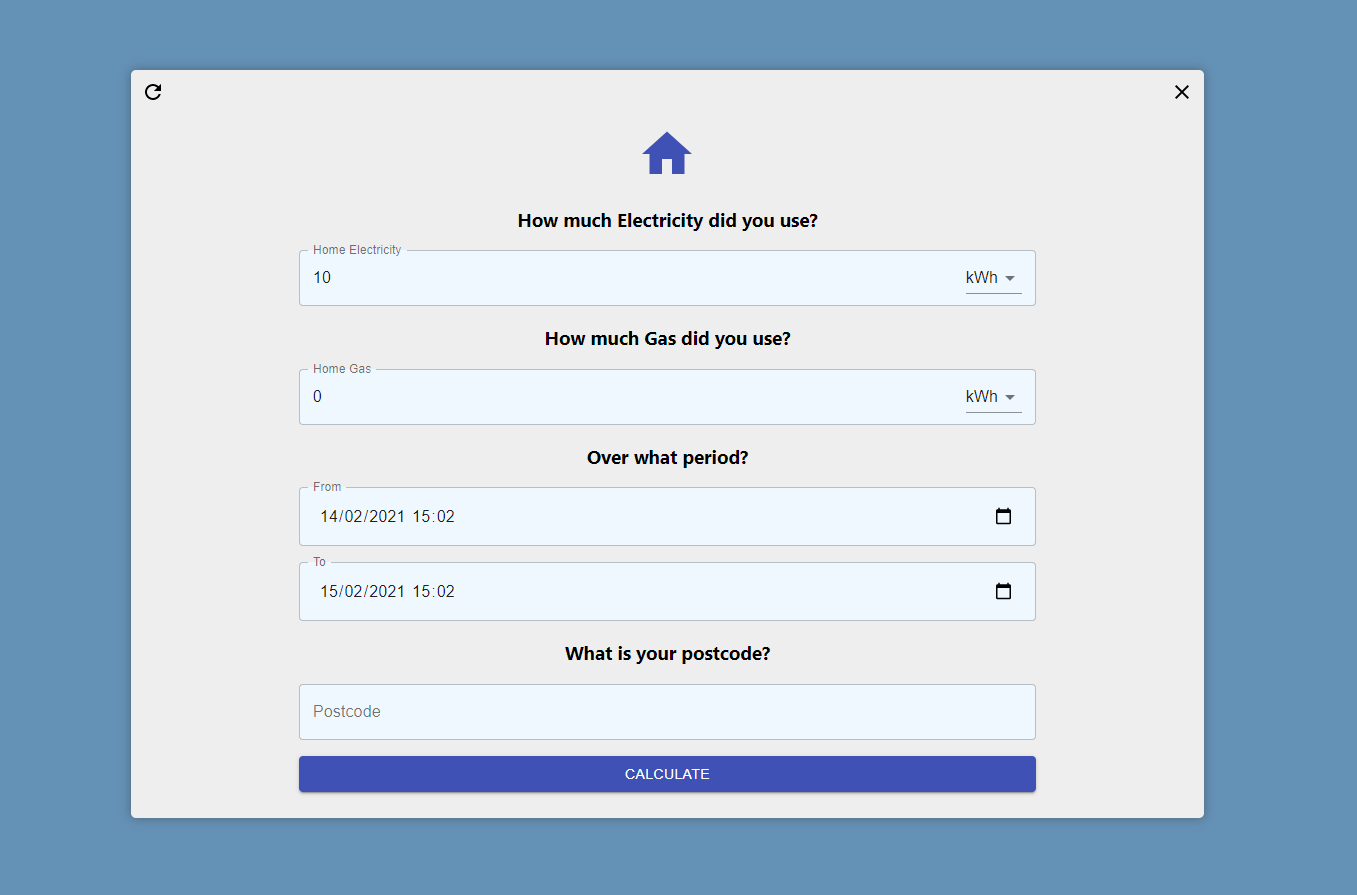 How much Electricity did you use?
Home Electricity
10 kWh
How much Gas did you use?
Home Gas
0 kWh
Over what period?
From
14/02/2021 15:02
To
15/02/2021 15:02
What is your postcode?
Postcode
CALCULATE